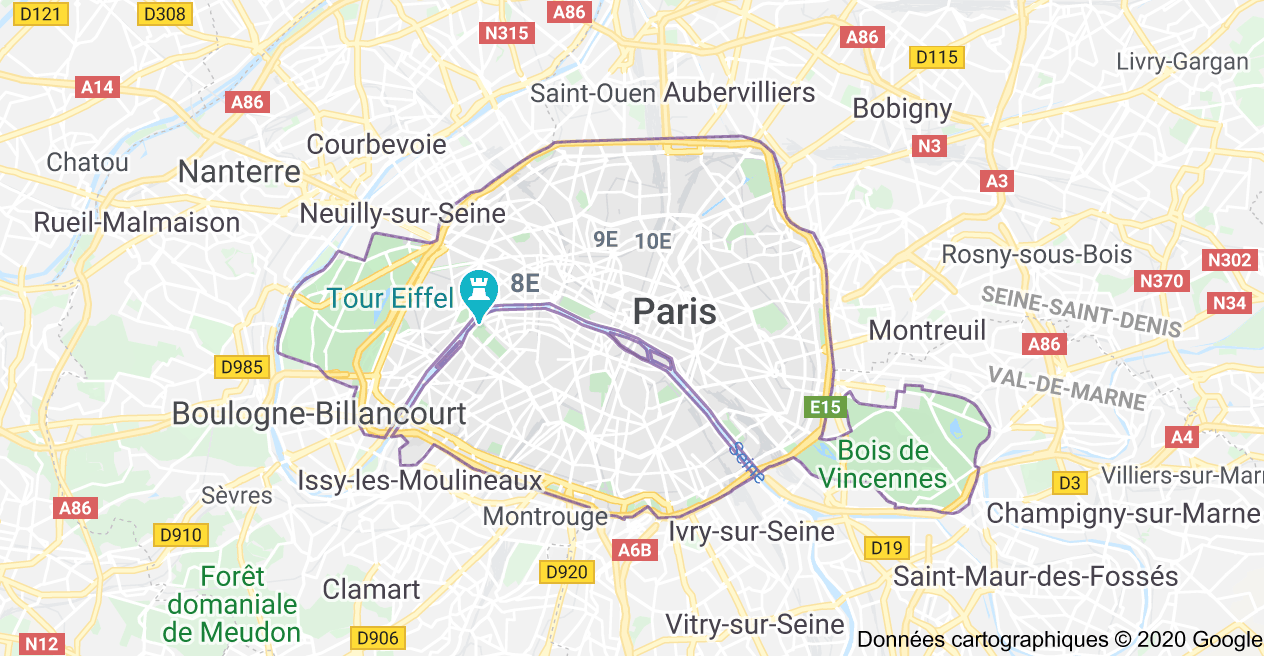 D121
D308
A86
N315
A86
D115
Livry-Gargan
A14
A86
Saint-Ouen
Aubervilliers
Bobigny
N3
Courbevoie
Chatou
Nanterre
A3
Rueil-Malmaison
Neuilly-sur-Seine
9E
10E
Rosny-sous-Bois
N302
N370
8E
Tour Eiffel
Paris
SEINE-SAINT-DENIS
N34
Montreuil
A86
D985
VAL-DE-MARNE
Boulogne-Billancourt
E15
A4
Bois de
Vincennes
Issy-les-Moulineaux
D3
Villiers-sur-Marn
Sèvres
A86
Montrouge
Champigny-sur-Marne
D910
Ivry-sur-Seine
A6B
D19
D920
Forêt
domaniale
de Meudon
Clamart
Saint-Maur-des-Fossés
Vitry-sur-Seine
D906
N12
Données cartographiques © 2020 Google